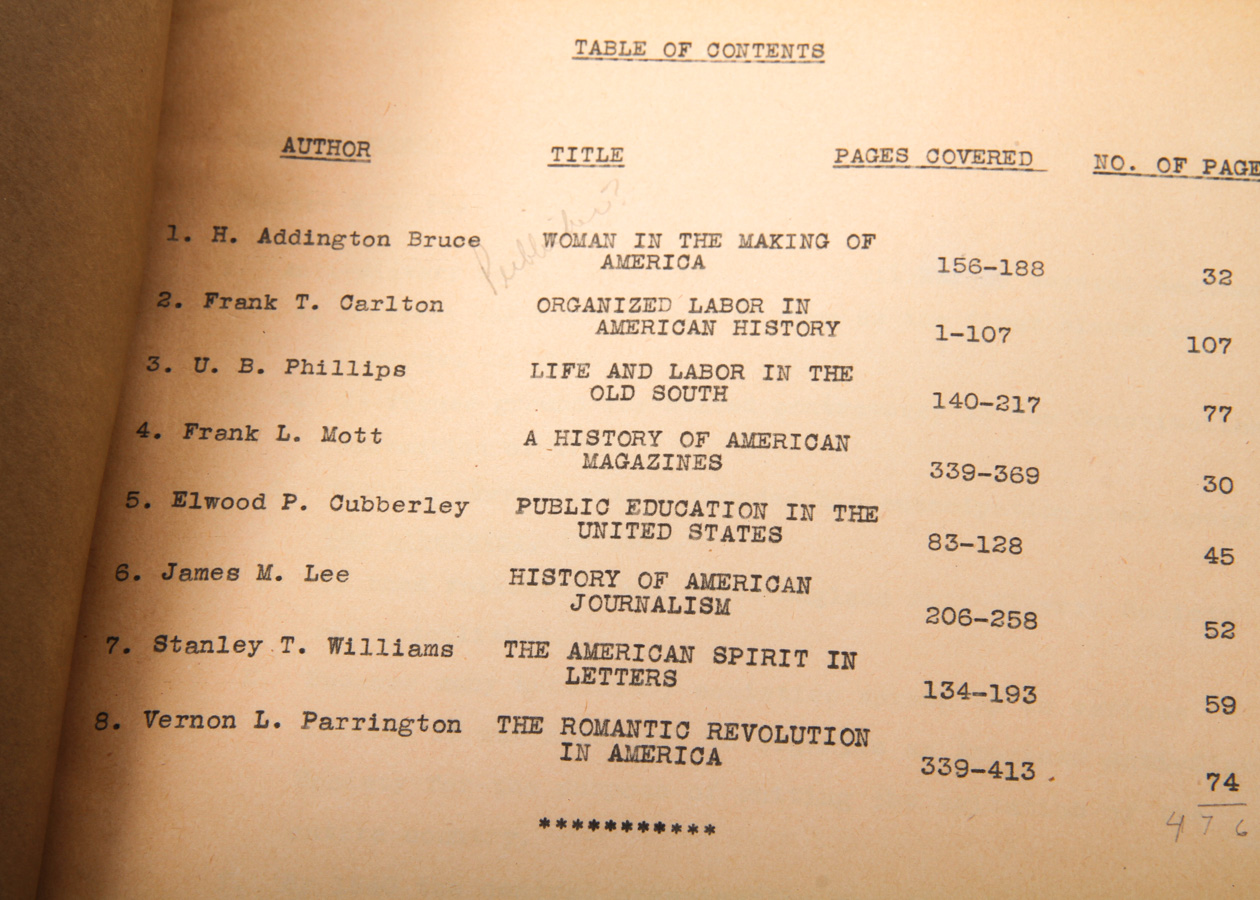 TABLE OF CONTENTS
AUTHOR TITLE PAGES COVERED NO. OF PAGE
Publisher?
1. H. Addington Bruce WOMAN IN THE MAKING OF
AMERICA 156-188 32
2. Frank T. Carlton ORGANIZED LABOR IN
AMERICAN HISTORY 1-107 107
3. U. B. Phillips LIFE AND LABOR IN THE
OLD SOUTH 140-217 77
4. Frank L. Mott A HISTORY OF AMERICAN
MAGAZINES 339-369 30
5. Elwood P. Cubberley PUBLIC EDUCATION IN THE
UNITED STATES 83-128 45
6. James M. Lee HISTORY OF AMERICAN
JOURNALISM 206-258 52
7. Stanley T. Williams THE AMERICAN SPIRIT IN
LETTERS 134-193 59
8. Vernon L. Parrington THE ROMANTIC REVOLUTION
IN AMERICA 339-413 74
476
***********